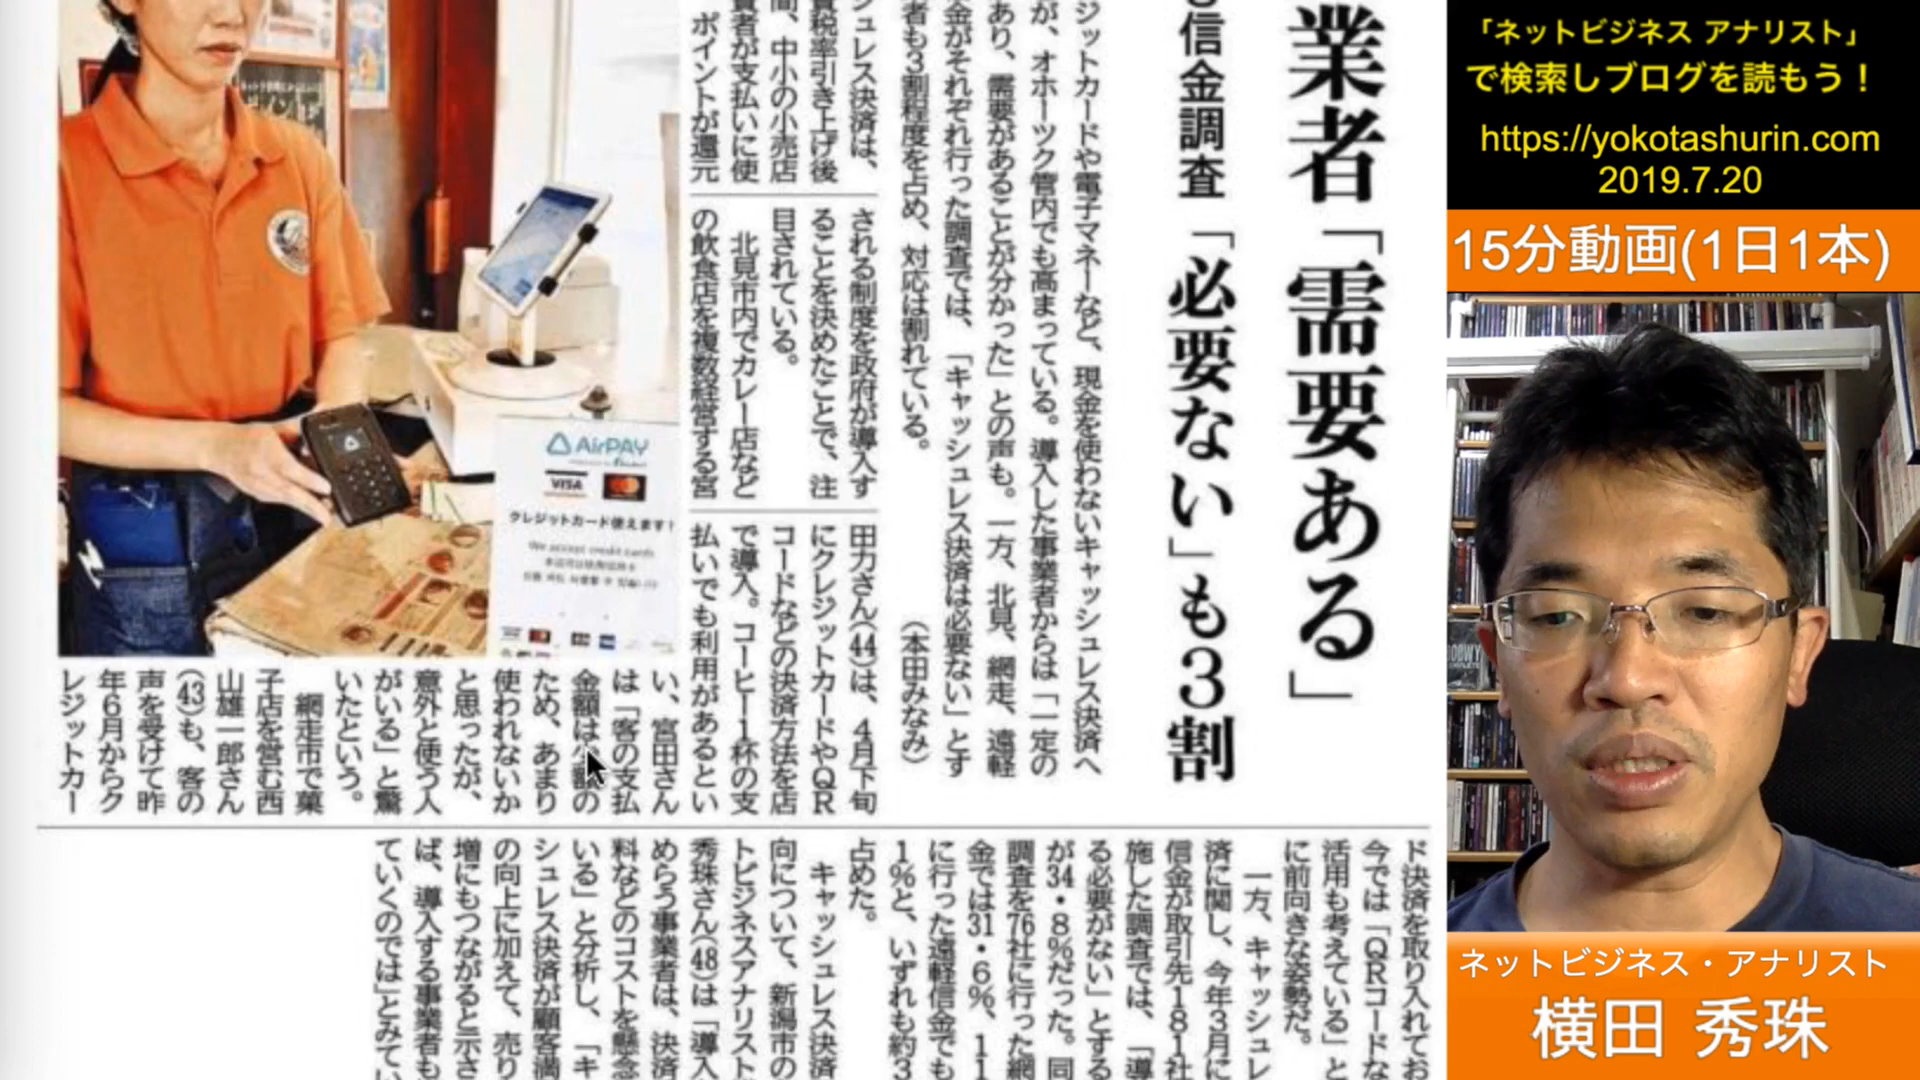 業者「需要ある」
信金調査「必要ない」も3割
ジットカードや電子マネーなど、現金を使わないキャッシュレス決済へ
が、オホーツク管内でも高まっている。導入した事業者からは「一定の
あり、需要があることが分かった」との声も。一方、北見、網走、遠軽
金がそれぞれ行った調査では、「キャッシュレス決済は必要ない」とす
者も3割程度を占め、対応は割れている。（本田みなみ）
シュレス決済は、
費税率引き上げ後
間、中小の小売店
費者が支払いに使
ポイントが還元
される制度を政府が導入す
ることを決めたことで、注
目されている。
北見市内でカレー店など
の飲食店を複数経営する宮
田力さん(44)は、4月下旬
にクレジットカードやQR
コードなどの決済方法を店
で導入。コーヒー1杯の支
払いでも利用があるとい
い、宮田さん
は「客の支払
金額は少額の
ため、あまり
使われないか
と思ったが、
意外と使う人
がいる」と驚
いたという。
網走市で菓
子店を営む西
山雄一郎さん
(43)も、客の
声を受けて昨
年6月からク
レジットカー
ド決済を取り入れてお
今では「QRコードな
活用も考えている」と
に前向きな姿勢だ。
一方、キャッシュレ
済に関し、今年3月に
信金が取引先181社
施した調査では、「導
る必要がない」とする
が34・8％だった。同
調査を76社に行った網
金では31・6％、11
に行った遠軽信金でも
1％と、いずれも約3
占めた。
キャッシュレス決済
向について、新潟市の
トビジネスアナリスト
秀珠さん(48)は「導入
めらう事業者は、決済
料などのコストを懸念
いる」と分析し、「キ
シュレス決済が顧客満
の向上に加えて、売り
増にもつながると示さ
ば、導入する事業者も
ていくのでは」とみてい
AirPAY
VISA
クレジットカード使えます！
We accept credit cards
「ネットビジネス アナリスト」
で検索しブログを読もう！
https://yokotashurin.com
2019.7.20
15分動画(1日1本)
ネットビジネス・アナリスト
横田 秀珠